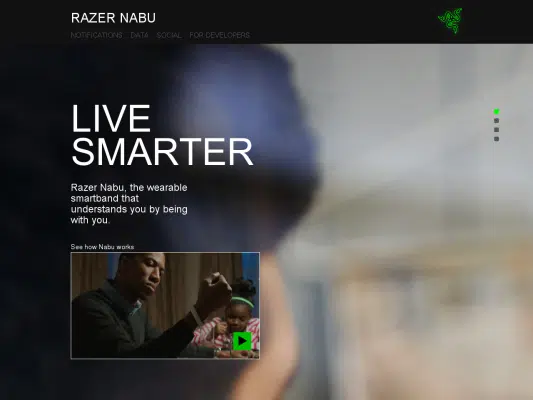 RAZER NABU
NOTIFICATIONS DATA SOCIAL FOR DEVELOPERS
LIVE
SMARTER
Razer Nabu, the wearable
smartband that
understands you by being
with you.
See how Nabu works